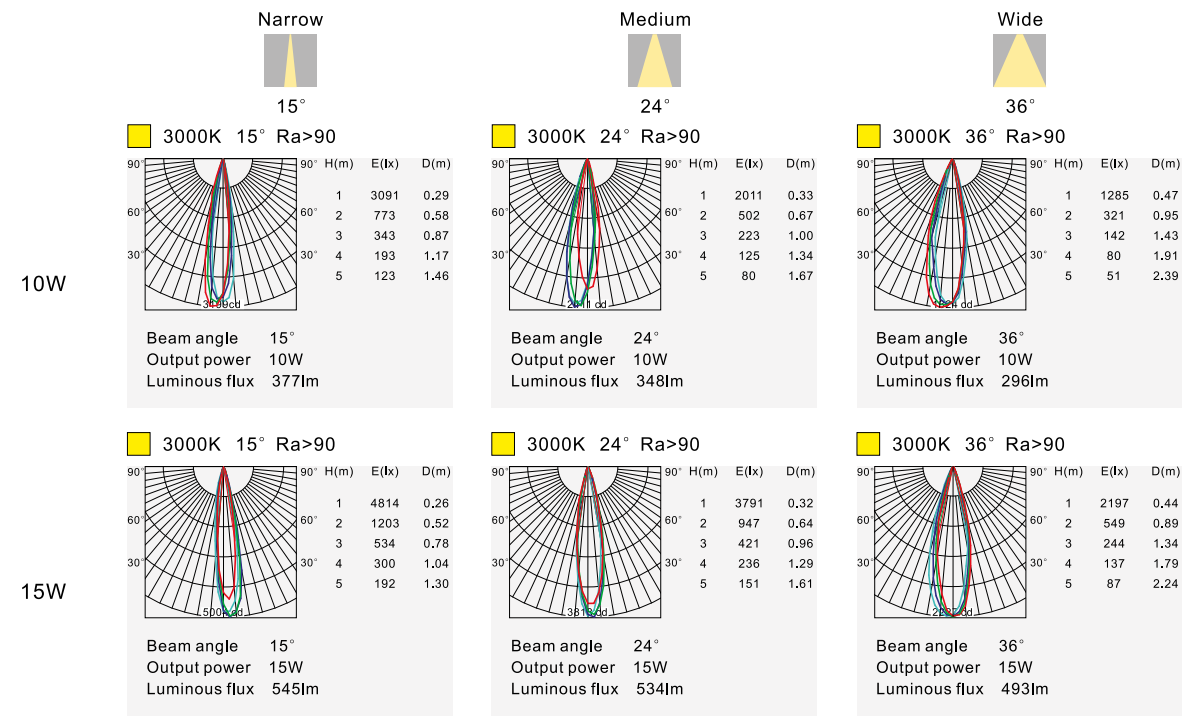 Narrow
Medium
Wide
15°
24°
36°
10W
3000K 15° Ra>90
90° 90° H(m) E(lx) D(m)
1 3091 0.29
60° 60° 2 773 0.58
3 343 0.87
30° 30° 4 193 1.17
5 123 1.46
3199cd
Beam angle 15°
Output power 10W
Luminous flux 377lm
3000K 24° Ra>90
90° 90° H(m) E(lx) D(m)
1 2011 0.33
60° 60° 2 502 0.67
3 223 1.00
30° 30° 4 125 1.34
5 80 1.67
Beam angle 24°
Output power 10W
Luminous flux 348lm
3000K 36° Ra>90
90° 90° H(m) E(lx) D(m)
1 1285 0.47
60° 60° 2 321 0.95
3 142 1.43
30° 30° 4 80 1.91
5 51 2.39
Beam angle 36°
Output power 10W
Luminous flux 296lm
15W
3000K 15° Ra>90
90° 90° H(m) E(lx) D(m)
1 4814 0.26
60° 60° 2 1203 0.52
3 534 0.78
30° 30° 4 300 1.04
5 192 1.30
Beam angle 15°
Output power 15W
Luminous flux 545lm
3000K 24° Ra>90
90° 90° H(m) E(lx) D(m)
1 3791 0.32
60° 60° 2 947 0.64
3 421 0.96
30° 30° 4 236 1.29
5 151 1.61
Beam angle 24°
Output power 15W
Luminous flux 534lm
3000K 36° Ra>90
90° 90° H(m) E(lx) D(m)
1 2197 0.44
60° 60° 2 549 0.89
3 244 1.34
30° 30° 4 137 1.79
5 87 2.24
Beam angle 36°
Output power 15W
Luminous flux 493lm